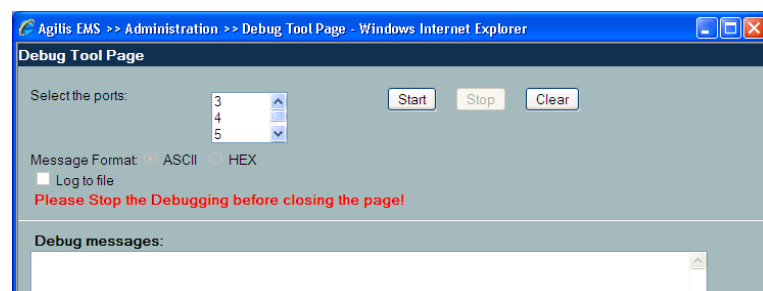 Agilis EMS >> Administration >> Debug Tool Page - Windows Internet Explorer
Debug Tool Page
Select the ports:
3
4
5
Start Stop Clear
Message Format: ASCII HEX
Log to file
Please Stop the Debugging before closing the page!
Debug messages: